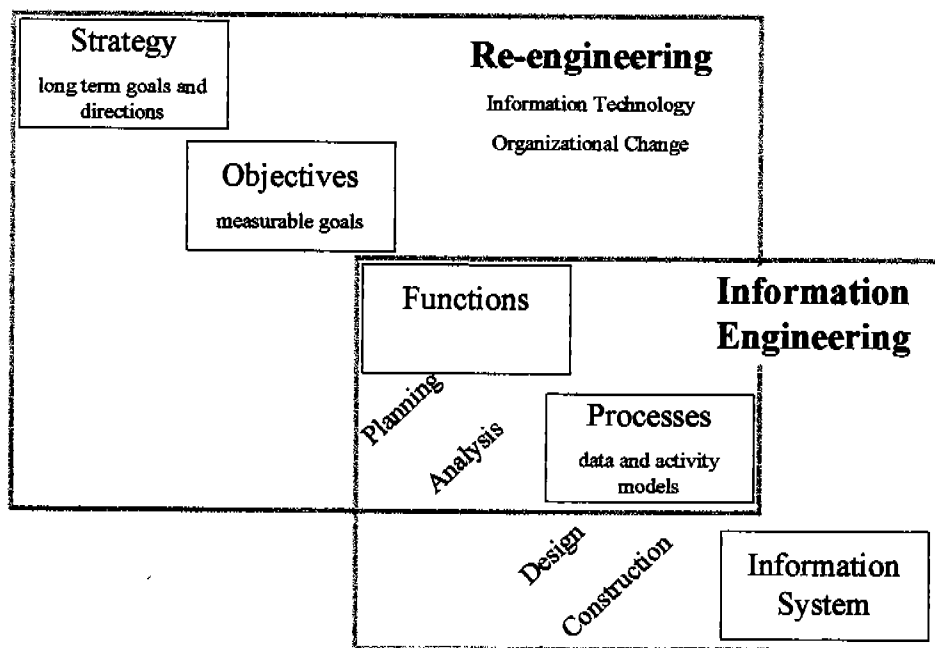 Strategy
long term goals and
directions
Re-engineering
Information Technology
Organizational Change
Objectives
measurable goals
Functions
Information
Engineering
Planning
Analysis
Processes
data and activity
models
Design
Construction
Information
System